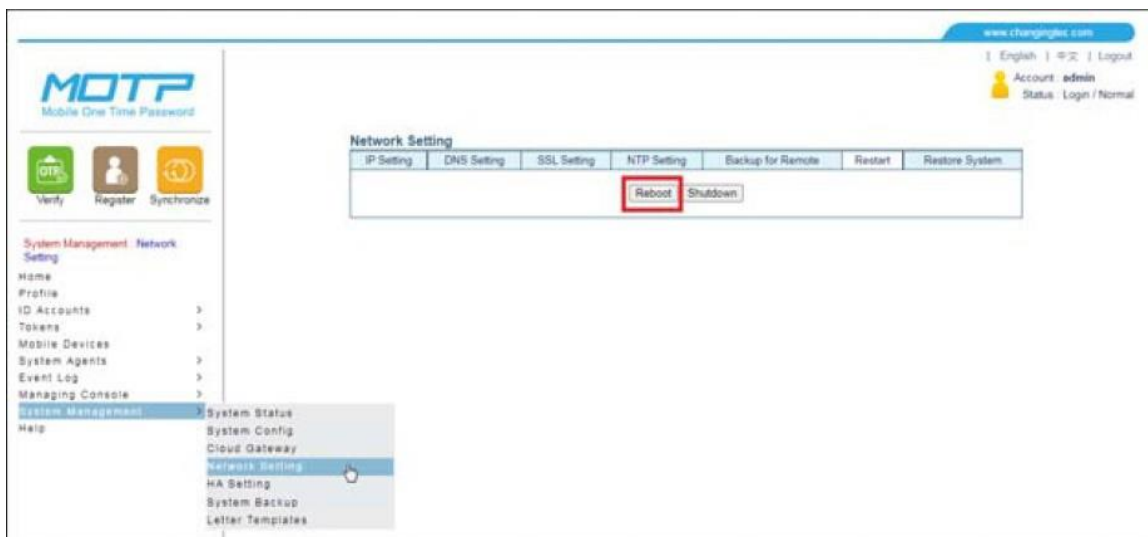 www.changingtec.com
| English | 中文 | Logout
Account : admin
Status : Login / Normal
MOTP
Mobile One Time Password
OTP
Verify Register Synchronize
System Management : Network
Setting
Home
Profile
ID Accounts >
Tokens >
Mobile Devices
System Agents >
Event Log >
Managing Console >
System Management >
Help
System Status
System Config
Cloud Gateway
Network Setting
HA Setting
System Backup
Letter Templates
Network Setting
IP Setting DNS Setting SSL Setting NTP Setting Backup for Remote Restart Restore System
Reboot Shutdown